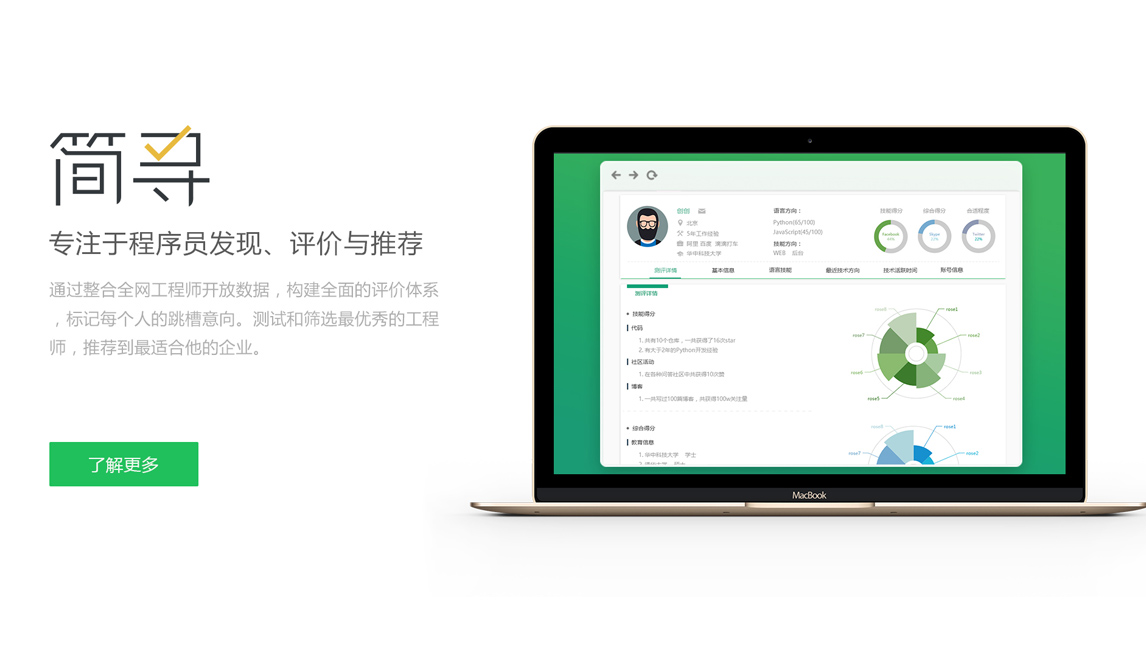 简寻
专注于程序员发现、评价与推荐
通过整合全网工程师开放数据，构建全面的评价体系
，标记每个人的跳槽意向。测试和筛选最优秀的工程
师，推荐到最适合他的企业。
了解更多
创创
北京
5年工作经验
阿里 百度 滴滴打车
华中科技大学
语言方向：
Python(65/100)
JavaScript(45/100)
技能方向：
WEB 后台
技能得分 综合得分 合适程度
Facebook
Skype
Twitter
测评详情 基本信息 语言技能 最近技术方向 技术活跃时间 账号信息
测评详情
技能得分
代码
1. 共有10个仓库，一共获得了16次star
2. 有大于2年的Python开发经验
社区活动
1. 在百种问答社区中共获得10次赞
博客
1. 一共写过100篇博客，共获得100w关注量
综合得分
教育信息
1. 华中科技大学 学士
rose8 rose1
rose7 rose2
rose6 rose3
rose5 rose4
rose8 rose1
rose7 rose2
MacBook